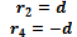 r₂ = d
r₄ = −d